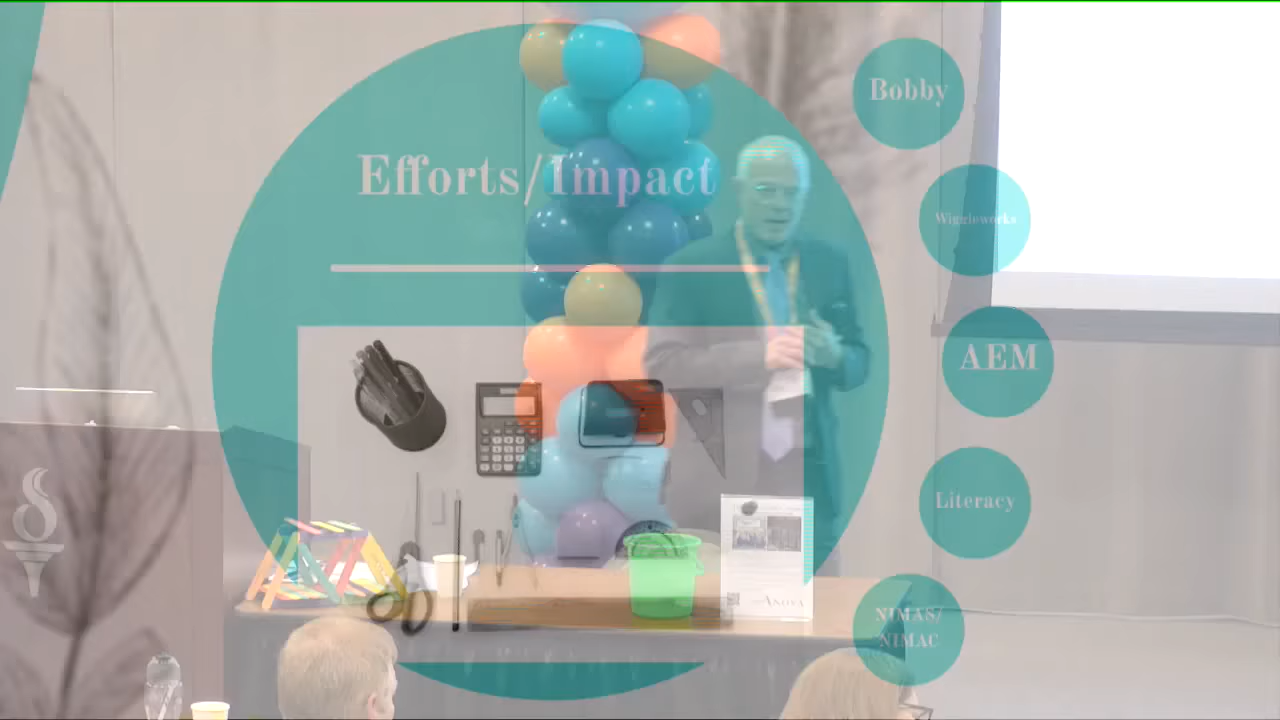 Efforts/Impact
Bobby
Wiggleworks
AEM
Literacy
NIMAS/
NIMAC